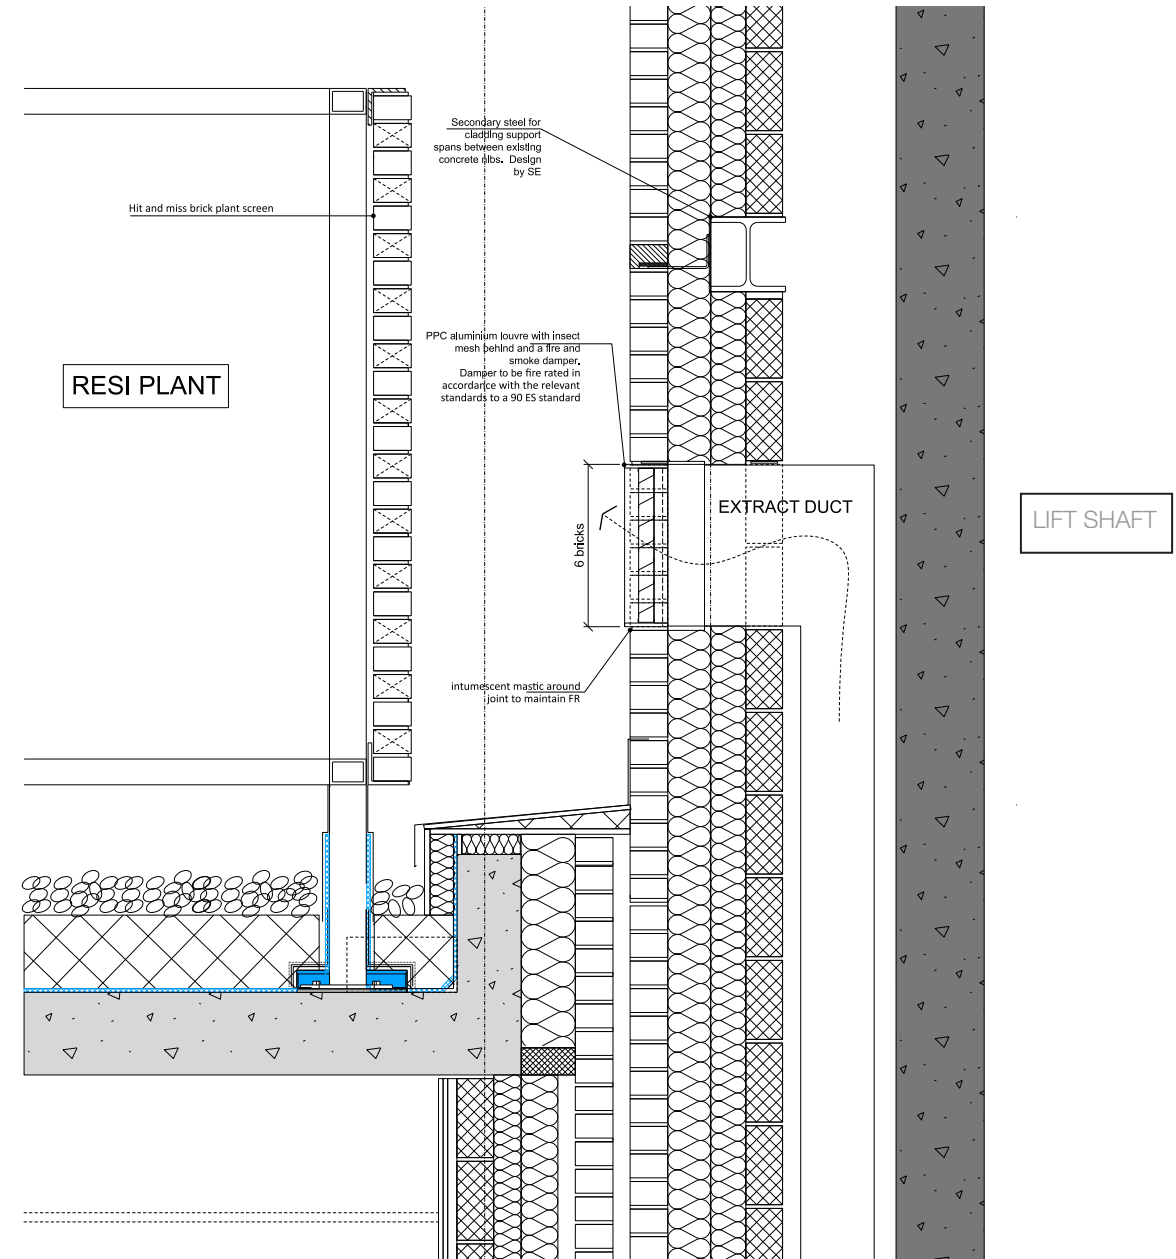 Secondary steel for
cladding support
spans between existing
concrete nibs. Design
by SE
Hit and miss brick plant screen
PPC aluminium louvre with insect
mesh behind and a fire and
smoke damper.
Damper to be fire rated in
accordance with the relevant
standards to a 90 ES standard
RESI PLANT
EXTRACT DUCT
LIFT SHAFT
6 bricks
intumescent mastic around
joint to maintain FR